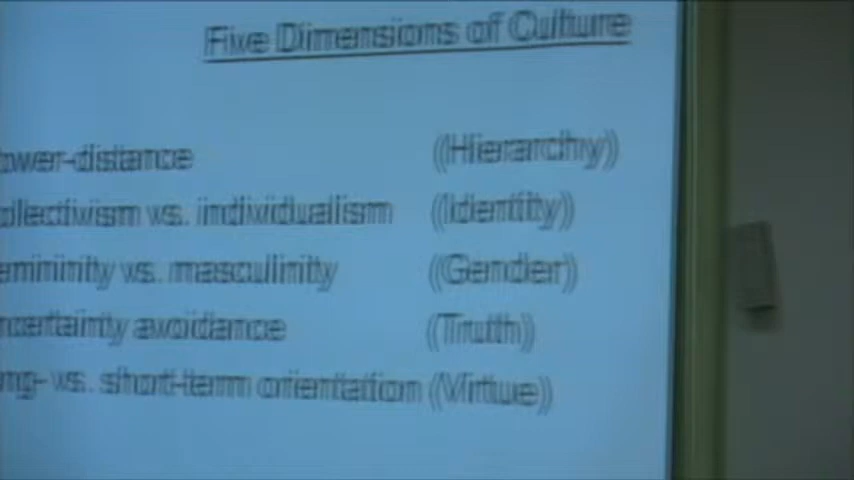 Five Dimensions of Culture
ower-distance (Hierarchy)
ollectivism vs. individualism (Identity)
emininity vs. masculinity (Gender)
ncertainty avoidance (Truth)
ng- vs. short-term orientation (Virtue)